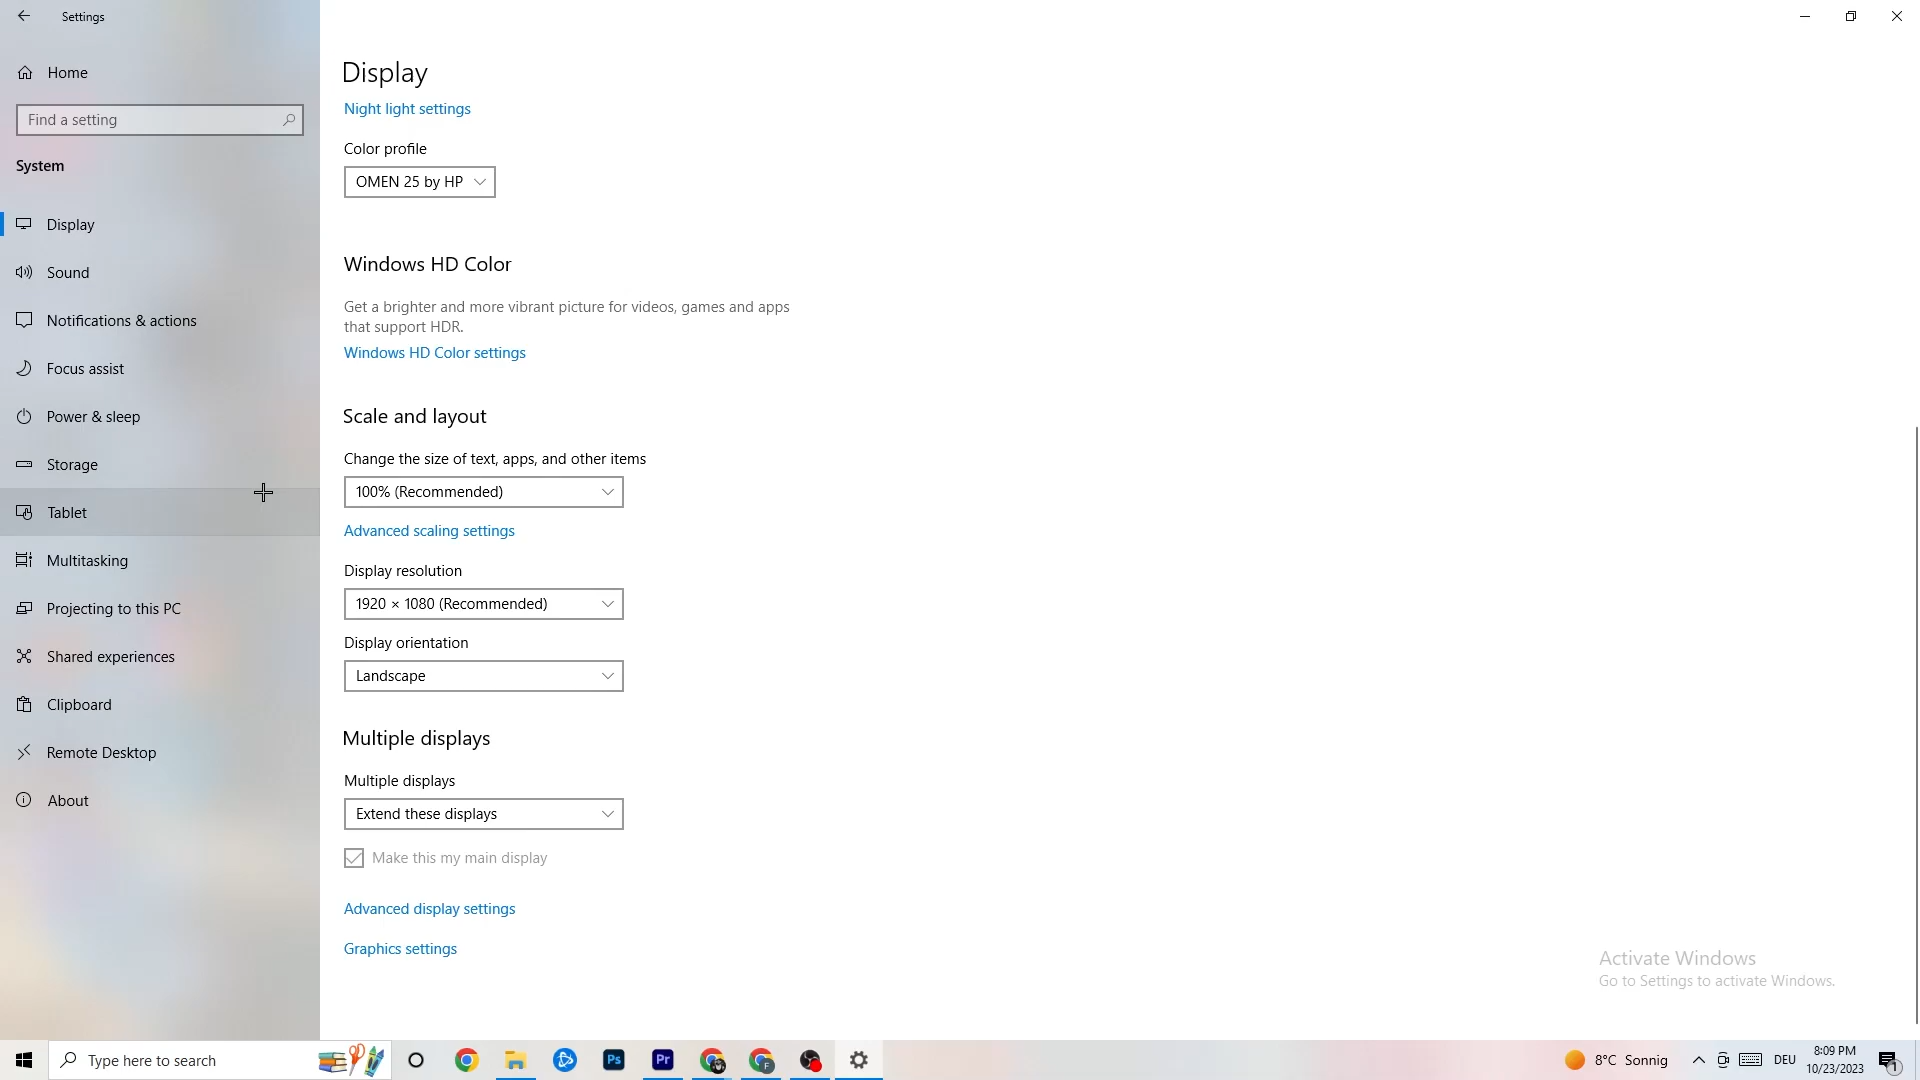 Settings
Home
Find a setting
System
Display
Sound
Notifications & actions
Focus assist
Power & sleep
Storage
Tablet
Multitasking
Projecting to this PC
Shared experiences
Clipboard
Remote Desktop
About
Display
Night light settings
Color profile
OMEN 25 by HP
Windows HD Color
Get a brighter and more vibrant picture for videos, games and apps
that support HDR.
Windows HD Color settings
Scale and layout
Change the size of text, apps, and other items
100% (Recommended)
Advanced scaling settings
Display resolution
1920 × 1080 (Recommended)
Display orientation
Landscape
Multiple displays
Multiple displays
Extend these displays
Make this my main display
Advanced display settings
Graphics settings
Activate Windows
Go to Settings to activate Windows.
Type here to search
Ps
Pr
F
8°C Sonnig
DEU
8:09 PM
10/23/2023
1